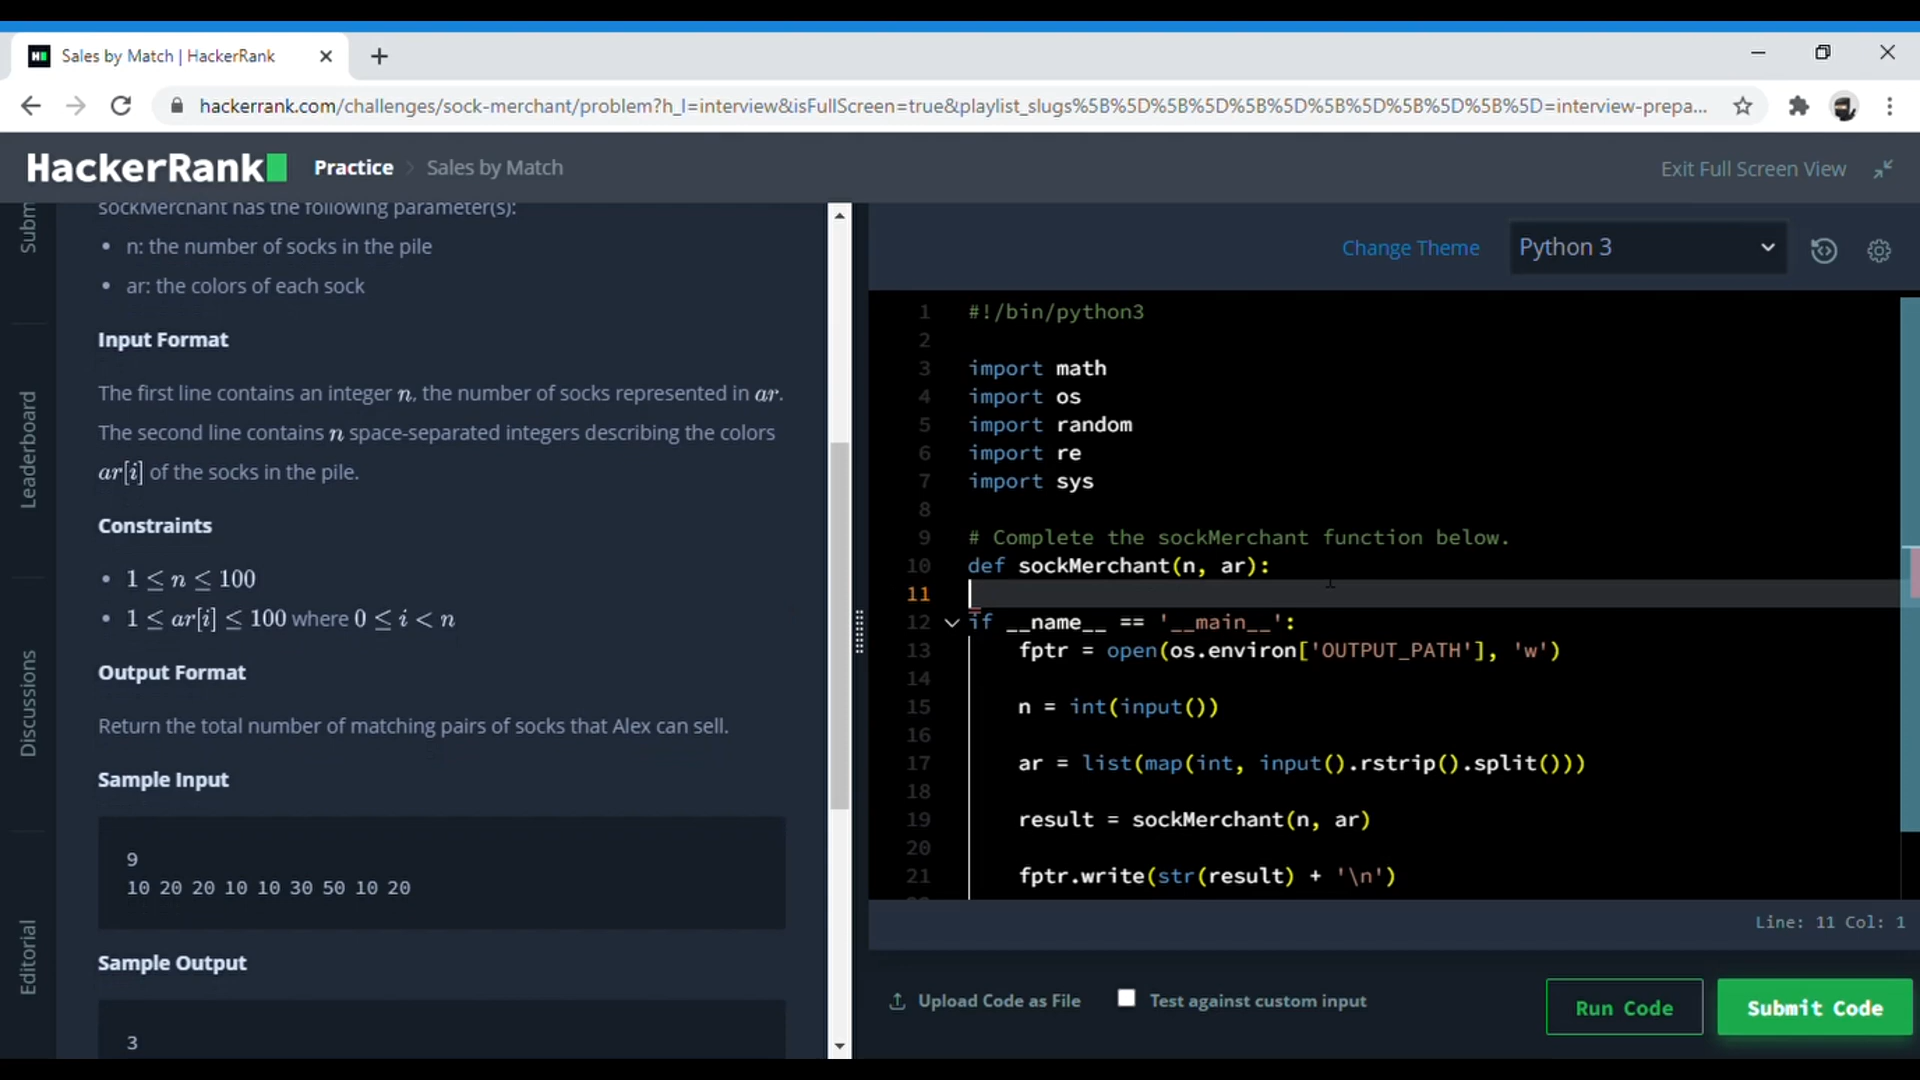 Sales by Match | HackerRank
hackerrank.com/challenges/sock-merchant/problem?h_l=interview&isFullScreen=true&playlist_slugs%5B%5D%5B%5D%5B%5D%5B%5D%5B%5D%5B%5D%5B%5D=interview-prepa...
HackerRank
Practice
Sales by Match
Exit Full Screen View
Subm
Leaderboard
Discussions
Editorial
sockMerchant has the following parameter(s):
• n: the number of socks in the pile
• ar: the colors of each sock
Input Format
The first line contains an integer n, the number of socks represented in ar.
The second line contains n space-separated integers describing the colors
ar[i] of the socks in the pile.
Constraints
• 1 ≤ n ≤ 100
• 1 ≤ ar[i] ≤ 100 where 0 ≤ i < n
Output Format
Return the total number of matching pairs of socks that Alex can sell.
Sample Input
9
10 20 20 10 10 30 50 10 20
Sample Output
3
Change Theme
Python 3
1 #!/bin/python3
2
3 import math
4 import os
5 import random
6 import re
7 import sys
8
9 # Complete the sockMerchant function below.
10 def sockMerchant(n, ar):
11
12 if __name__ == '__main__':
13     fptr = open(os.environ['OUTPUT_PATH'], 'w')
14
15     n = int(input())
16
17     ar = list(map(int, input().rstrip().split()))
18
19     result = sockMerchant(n, ar)
20
21     fptr.write(str(result) + '\n')
Line: 11 Col: 1
Upload Code as File
Test against custom input
Run Code
Submit Code